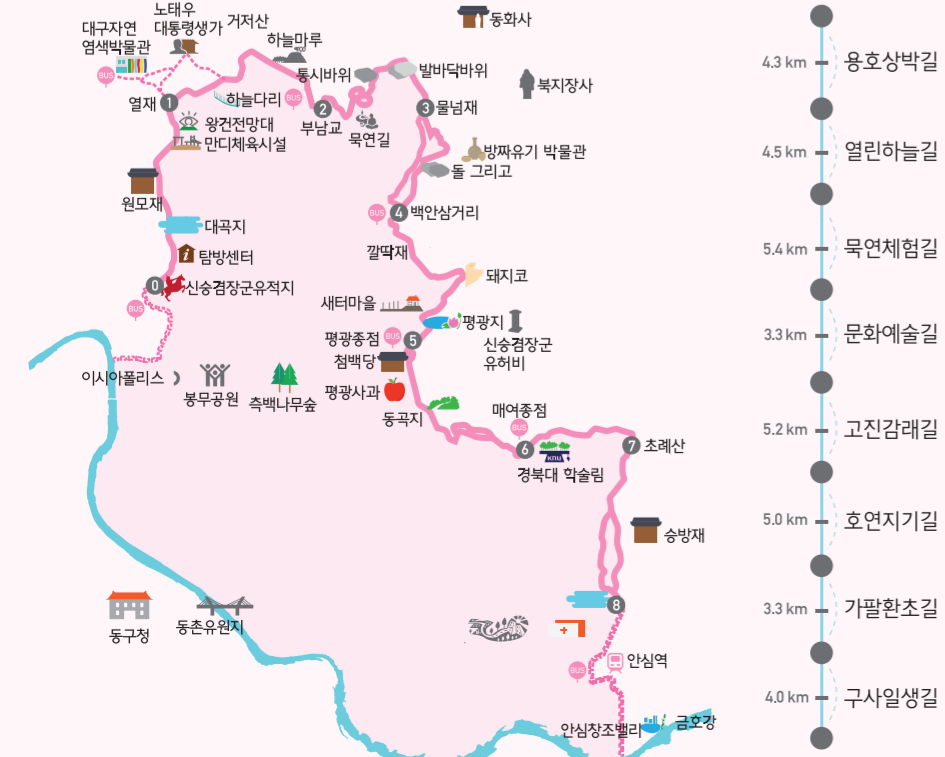 노태우
대통령생가
거저산
대구자연
염색박물관
BUS
하늘마루
동화사
통시바위
발바닥바위
북지장사
열재
1
하늘다리
BUS
2
부남교
묵연길
3
물넘재
왕건전망대
만디체육시설
방짜유기 박물관
돌 그리고
원모재
BUS
4
백안삼거리
대곡지
탐방센터
깔딱재
돼지코
0
신숭겸장군유적지
BUS
새터마을
평광지
신숭겸장군
유허비
평광종점
BUS
5
첨백당
이시아폴리스
봉무공원
측백나무숲
평광사과
동곡지
매여종점
BUS
6
KNU
경북대 학술림
7
초례산
승방재
동구청
동촌유원지
8
BUS
안심역
안심창조밸리
금호강
4.3 km
용호상박길
4.5 km
열린하늘길
5.4 km
묵연체험길
3.3 km
문화예술길
5.2 km
고진감래길
5.0 km
호연지기길
3.3 km
가팔환초길
4.0 km
구사일생길